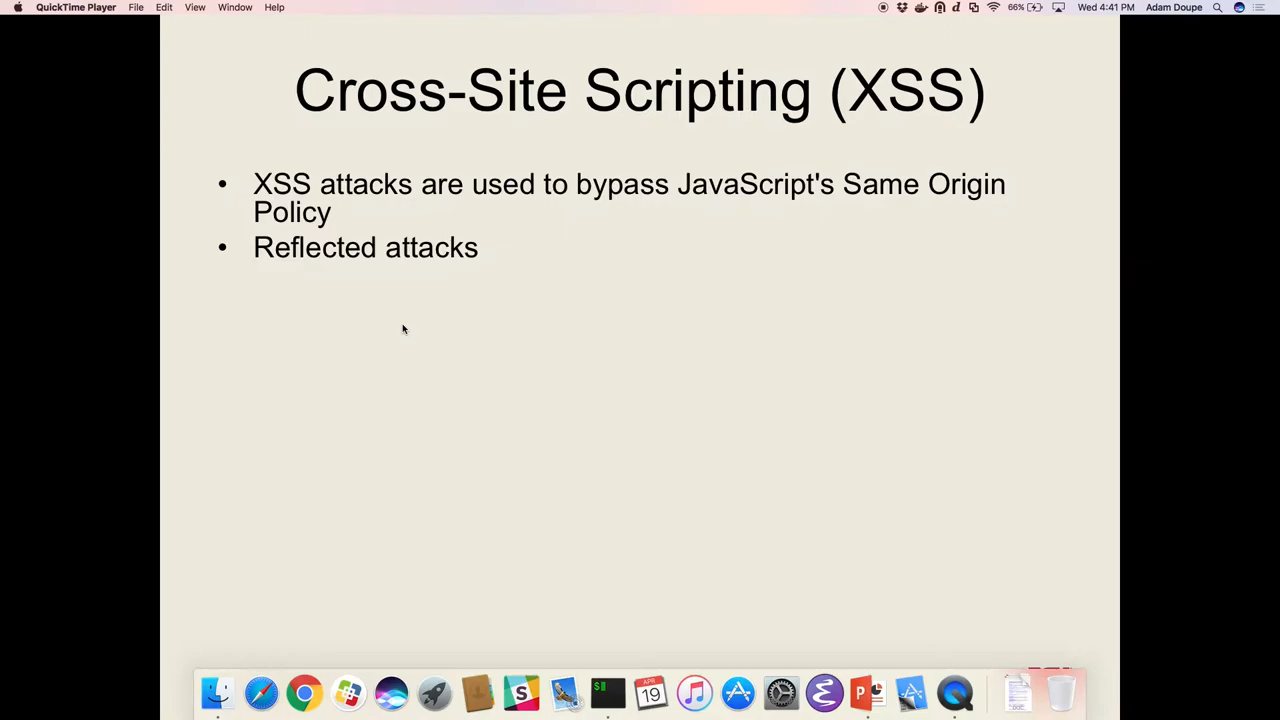 QuickTime Player File Edit View Window Help 66% Wed 4:41 PM Adam Doupe
Cross-Site Scripting (XSS)
• XSS attacks are used to bypass JavaScript's Same Origin
Policy
• Reflected attacks
APR
19